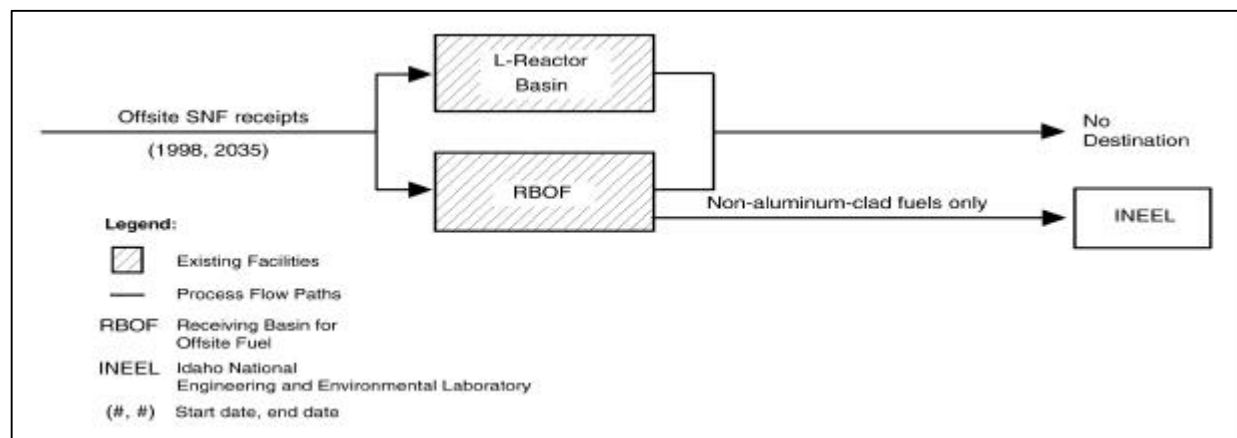 L-Reactor
Basin
Offsite SNF receipts
(1998, 2035)
No
Destination
RBOF
Non-aluminum-clad fuels only
INEEL
Legend:
Existing Facilities
Process Flow Paths
RBOF Receiving Basin for
Offsite Fuel
INEEL Idaho National
Engineering and Environmental Laboratory
(#, #) Start date, end date